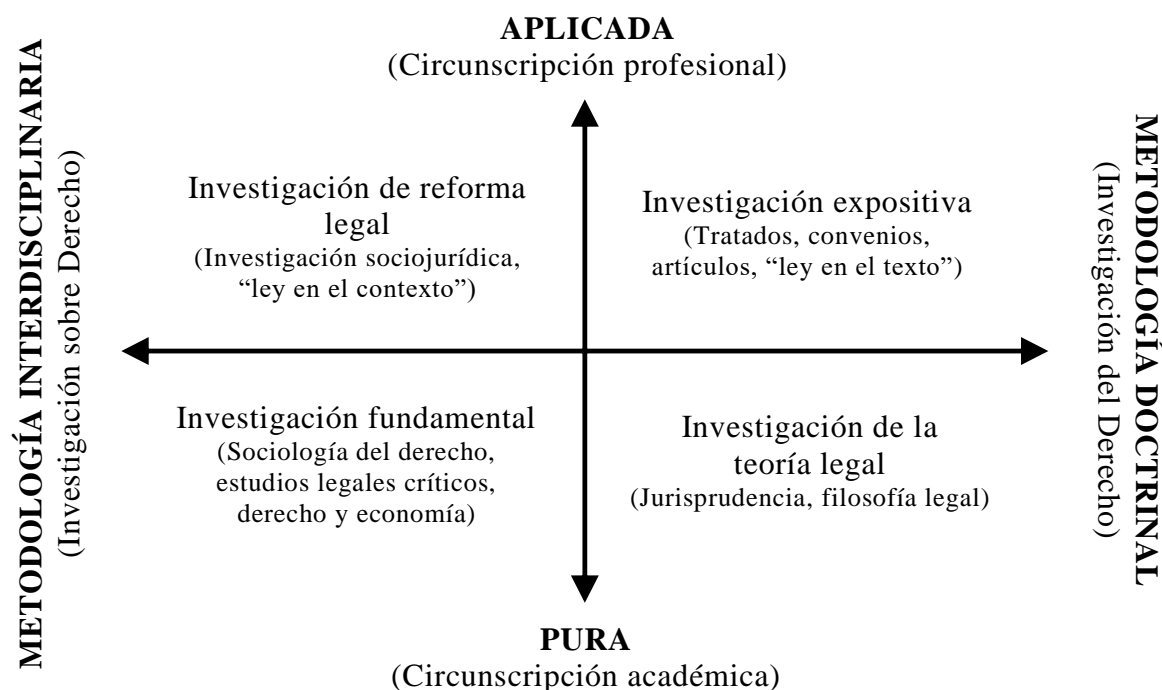 APLICADA
(Circunscripción profesional)
METODOLOGÍA INTERDISCIPLINARIA
(Investigación sobre Derecho)
Investigación de reforma
legal
(Investigación sociojurídica,
“ley en el contexto”)
Investigación expositiva
(Tratados, convenios,
artículos, “ley en el texto”)
METODOLOGÍA DOCTRINAL
(Investigación del Derecho)
Investigación fundamental
(Sociología del derecho,
estudios legales críticos,
derecho y economía)
Investigación de la
teoría legal
(Jurisprudencia, filosofía legal)
PURA
(Circunscripción académica)